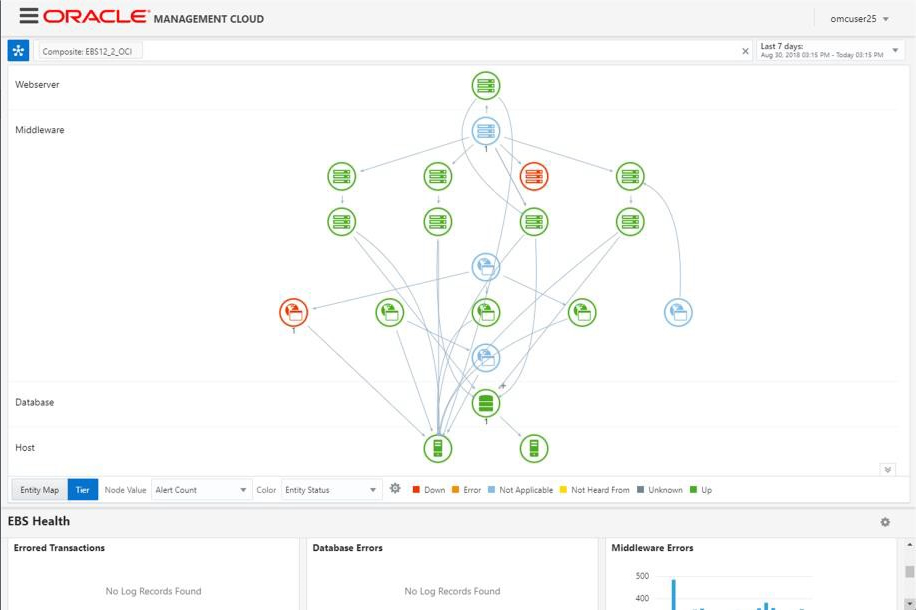 ORACLE® MANAGEMENT CLOUD
omcuser25
Composite: EBS12_2_OCI
x
Last 7 days:
Aug 30, 2018 03:15 PM - Today 03:15 PM
Webserver
Middleware
1
1
Database
1
Host
Entity Map Tier Node Value Alert Count Color Entity Status Down Error Not Applicable Not Heard From Unknown Up
EBS Health
Errored Transactions Database Errors Middleware Errors
No Log Records Found No Log Records Found
500
400